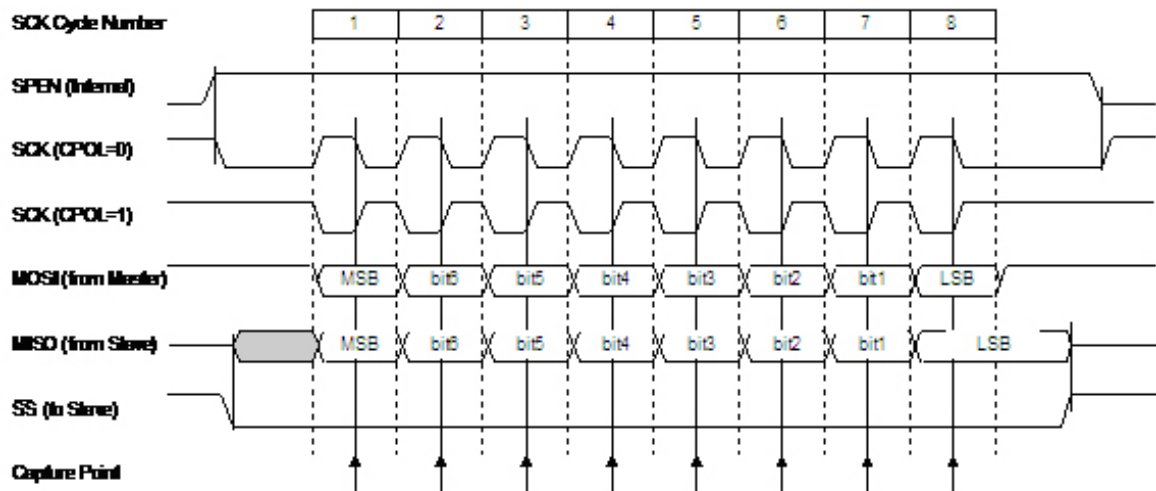 SCK Cycle Number 1 2 3 4 5 6 7 8
SPEN (Internal)
SCK (CPOL=0)
SCK (CPOL=1)
MOSI (from Master) MSB bit6 bit5 bit4 bit3 bit2 bit1 LSB
MISO (from Slave) MSB bit6 bit5 bit4 bit3 bit2 bit1 LSB
SS (to Slave)
Capture Point